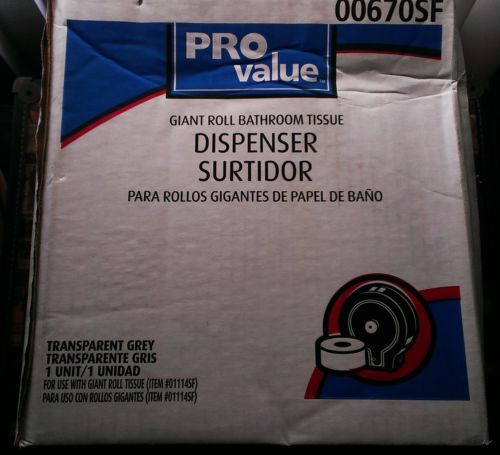 00670SF
PRO
value™
GIANT ROLL BATHROOM TISSUE
DISPENSER
SURTIDOR
PARA ROLLOS GIGANTES DE PAPEL DE BAÑO
TRANSPARENT GREY
TRANSPARENTE GRIS
1 UNIT/1 UNIDAD
FOR USE WITH GIANT ROLL TISSUE (ITEM #01114SF)
PARA USO CON ROLLOS GIGANTES (ITEM #01114SF)